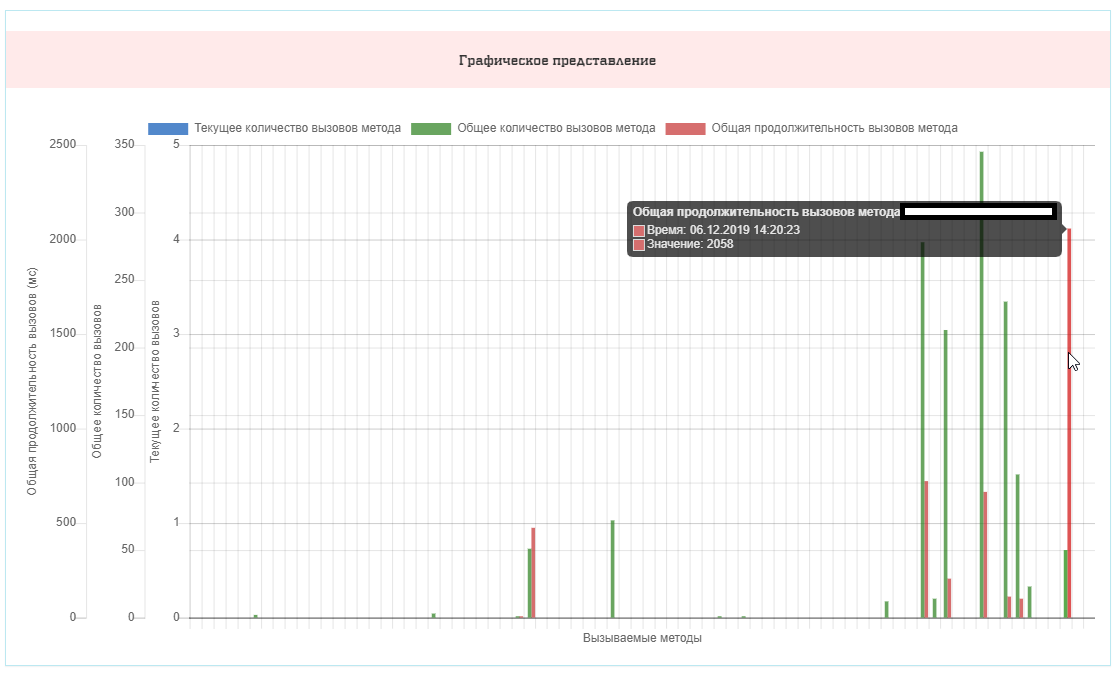 Графическое представление
Текущее количество вызовов метода
Общее количество вызовов метода
Общая продолжительность вызовов метода
Общая продолжительность вызовов (мс)
2500
2000
1500
1000
500
0
Общее количество вызовов
350
300
250
200
150
100
50
0
Текущее количество вызовов
5
4
3
2
1
0
Общая продолжительность вызовов метода
Время: 06.12.2019 14:20:23
Значение: 2058
Вызываемые методы